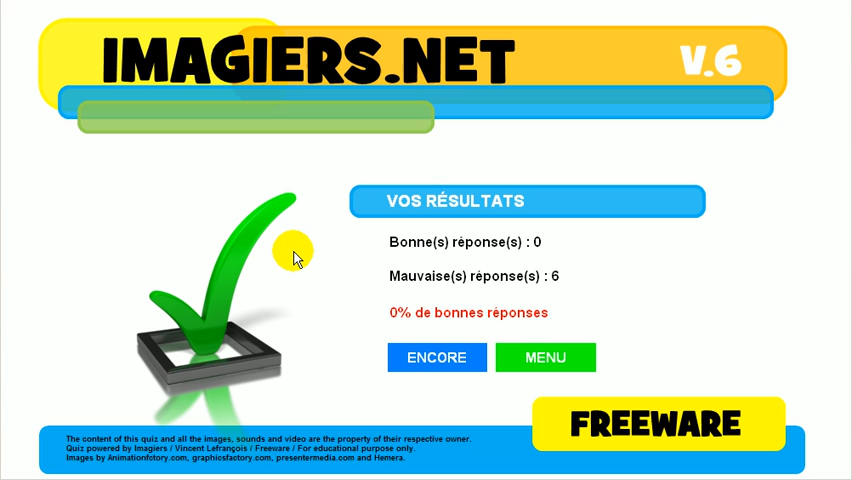 IMAGIERS.NET
V.6
VOS RÉSULTATS
Bonne(s) réponse(s) : 0
Mauvaise(s) réponse(s) : 6
0% de bonnes réponses
ENCORE
MENU
FREEWARE
The content of this quiz and all the images, sounds and video are the property of their respective owner.
Quiz powered by Imagiers / Vincent Lefrançois / Freeware / For educational purpose only.
Images by Animationfctory.com, graphicsfactory.com, presentermedia.com and Hemera.